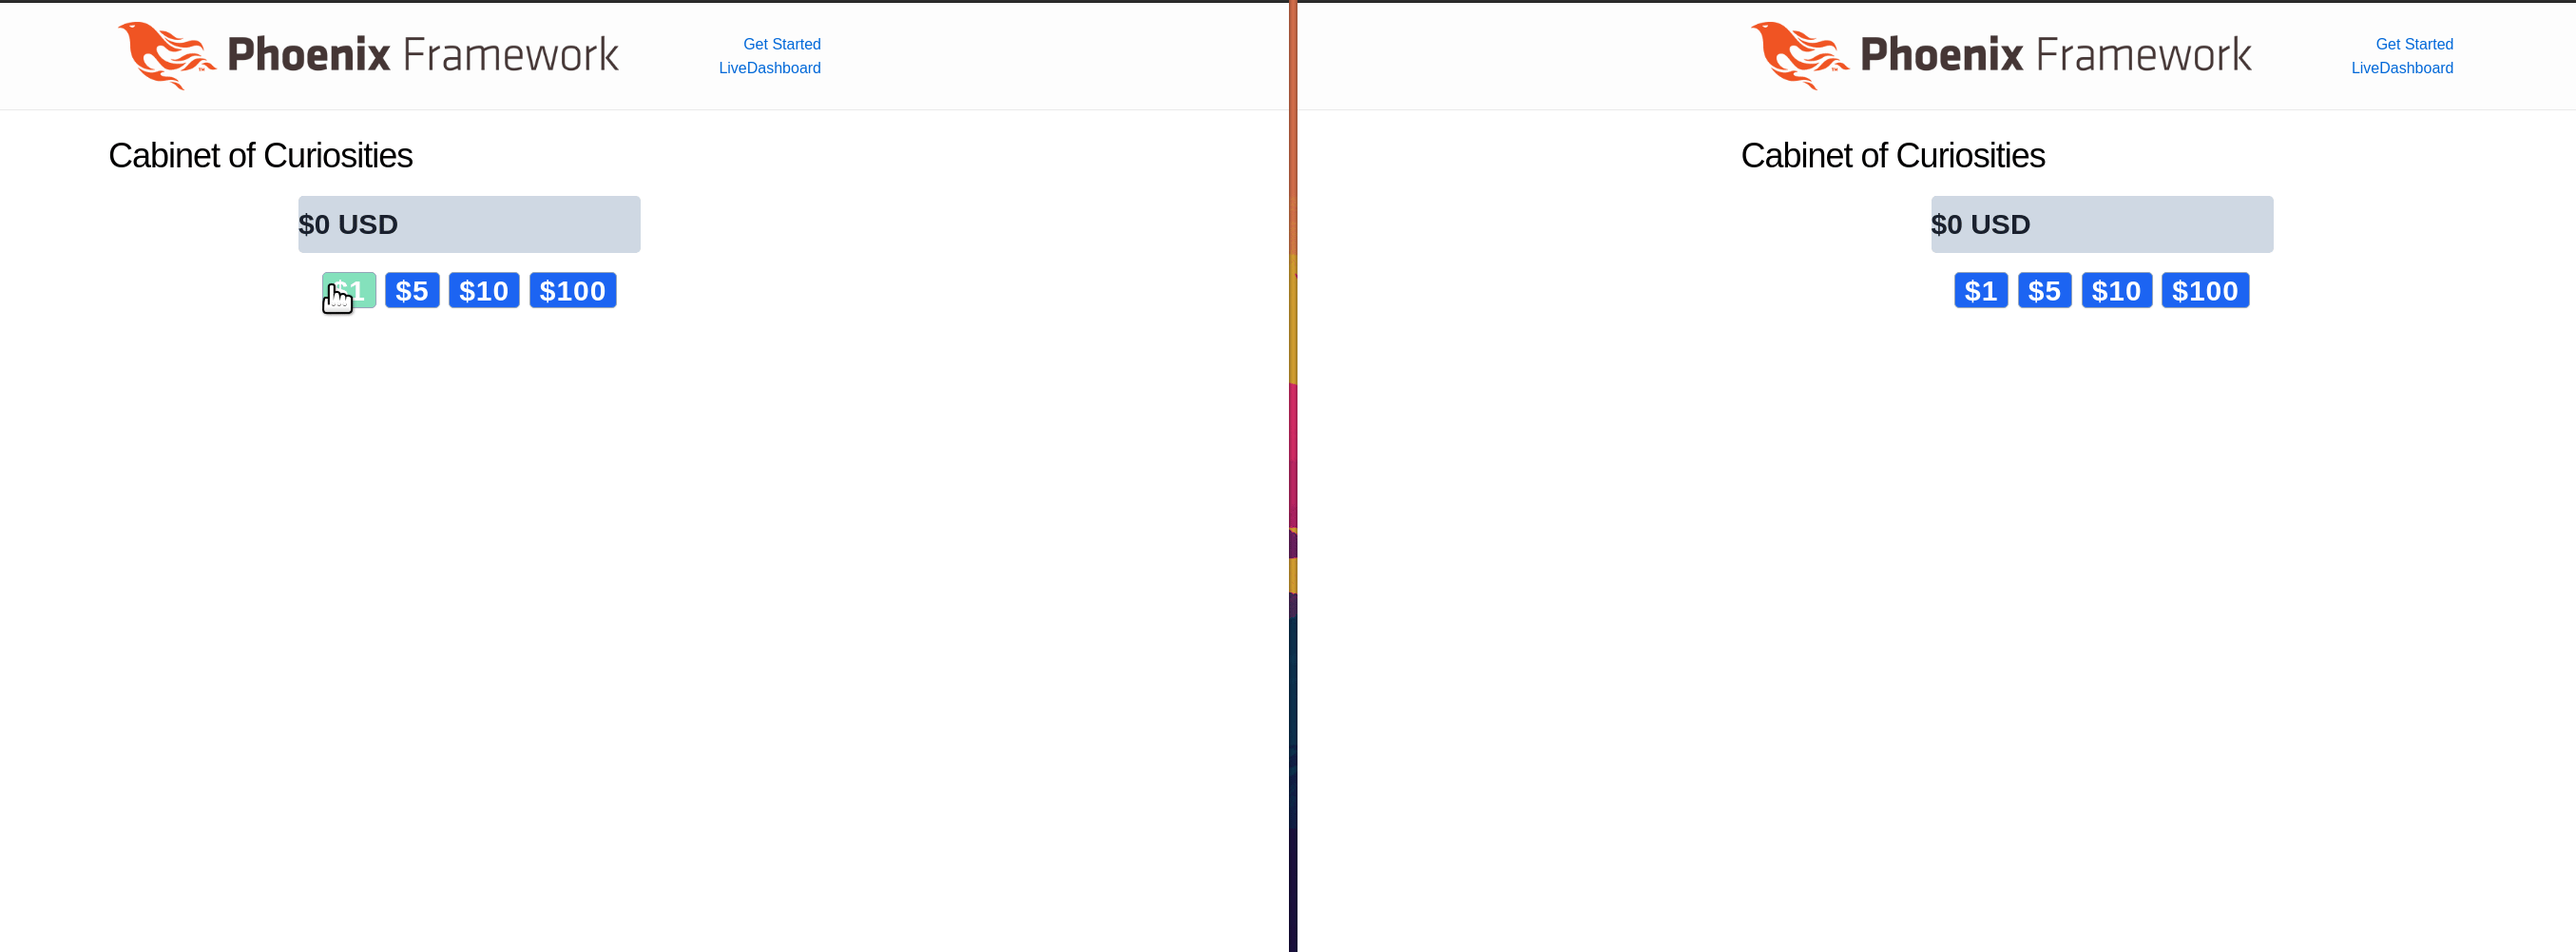 Phoenix Framework
Get Started
LiveDashboard
Cabinet of Curiosities
$0 USD
$1 $5 $10 $100
Phoenix Framework
Get Started
LiveDashboard
Cabinet of Curiosities
$0 USD
$1 $5 $10 $100